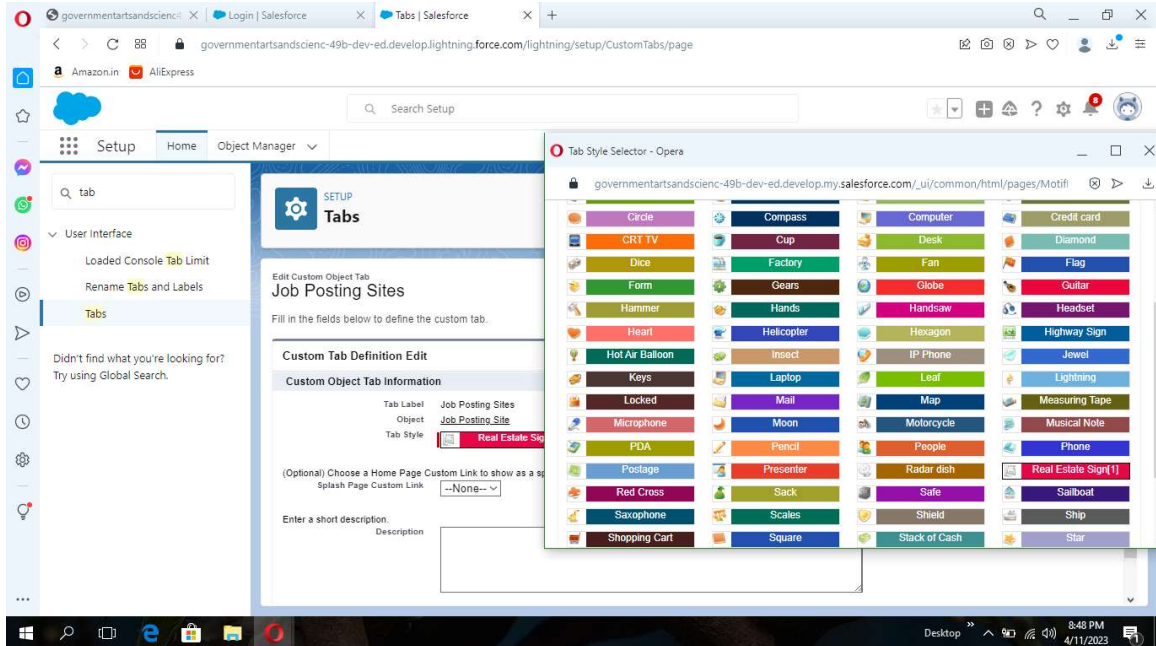 governmentartsandscienc
Login | Salesforce
Tabs | Salesforce
governmentartsandscienc-49b-dev-ed.develop.lightning.force.com/lightning/setup/CustomTabs/page
Amazon.in
AliExpress
Search Setup
8
Setup
Home
Object Manager
tab
User Interface
Loaded Console Tab Limit
Rename Tabs and Labels
Tabs
Didn't find what you're looking for?
Try using Global Search.
SETUP
Tabs
Edit Custom Object Tab
Job Posting Sites
Fill in the fields below to define the custom tab.
Custom Tab Definition Edit
Custom Object Tab Information
Tab Label Job Posting Sites
Object Job Posting Site
Tab Style Real Estate Sig
(Optional) Choose a Home Page Custom Link to show as a sp
Splash Page Custom Link --None--
Enter a short description.
Description
Tab Style Selector - Opera
governmentartsandscienc-49b-dev-ed.develop.my.salesforce.com/_ui/common/html/pages/Motif
Circle Compass Computer Credit card
CRT TV Cup Desk Diamond
Dice Factory Fan Flag
Form Gears Globe Guitar
Hammer Hands Handsaw Headset
Heart Helicopter Hexagon Highway Sign
Hot Air Balloon Insect IP Phone Jewel
Keys Laptop Leaf Lightning
Locked Mail Map Measuring Tape
Microphone Moon Motorcycle Musical Note
PDA Pencil People Phone
Postage Presenter Radar dish Real Estate Sign[1]
Red Cross Sack Safe Sailboat
Saxophone Scales Shield Ship
Shopping Cart Square Stack of Cash Star
Desktop
8:48 PM
4/11/2023